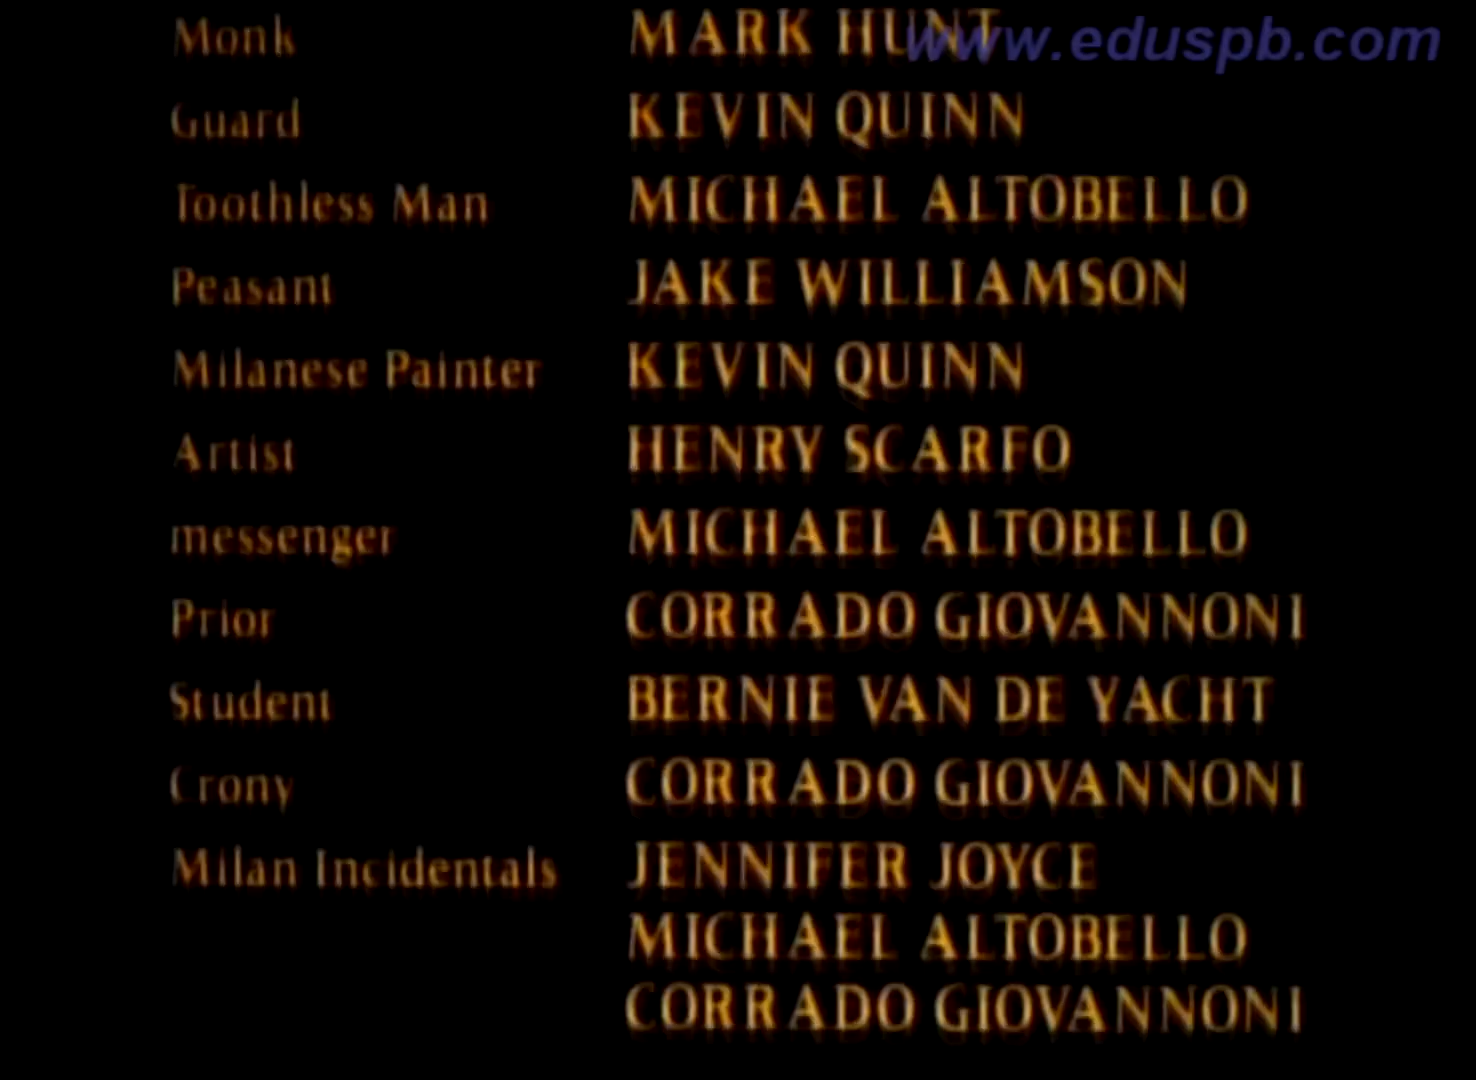 Monk MARK HUNT www.eduspb.com
Guard KEVIN QUINN
Toothless Man MICHAEL ALTOBELLO
Peasant JAKE WILLIAMSON
Milanese Painter KEVIN QUINN
Artist HENRY SCARFO
messenger MICHAEL ALTOBELLO
Prior CORRADO GIOVANNONI
Student BERNIE VAN DE YACHT
Crony CORRADO GIOVANNONI
Milan Incidentals JENNIFER JOYCE
MICHAEL ALTOBELLO
CORRADO GIOVANNONI